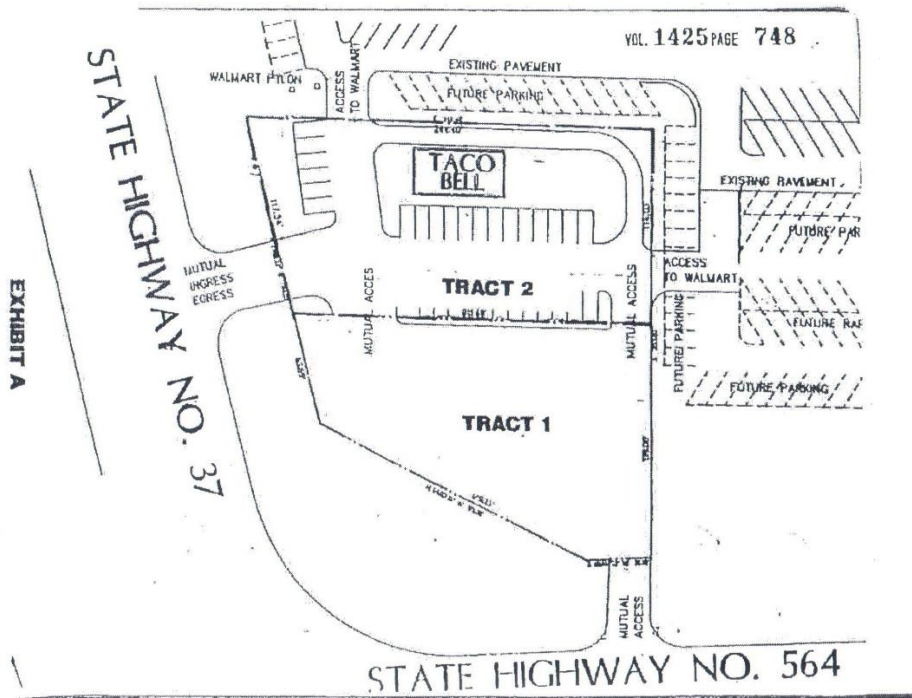 VOL. 1425 PAGE 748
STATE HIGHWAY NO. 37
WALMART PYLON
ACCESS
TO WALMART
EXISTING PAVEMENT
FUTURE PARKING
TACO
BELL
EXISTING PAVEMENT
FUTURE PAR
MUTUAL
INGRESS
EGRESS
MUTUAL ACCES
TRACT 2
MUTUAL ACCESS
ACCESS
TO WALMART
FUTURE PARKING
FUTURE PAR
FUTURE PARKING
EXHIBIT A
TRACT 1
MUTUAL
ACCESS
STATE HIGHWAY NO. 564